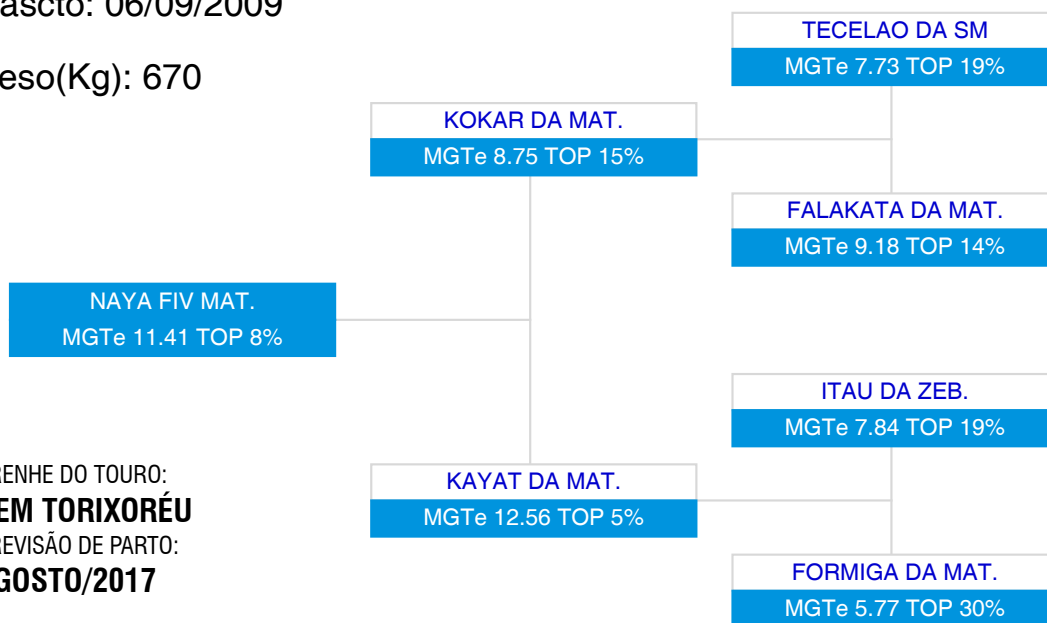 ascto: 06/09/2009
eso(Kg): 670
TECELAO DA SM
MGTe 7.73 TOP 19%
KOKAR DA MAT.
MGTe 8.75 TOP 15%
FALAKATA DA MAT.
MGTe 9.18 TOP 14%
NAYA FIV MAT.
MGTe 11.41 TOP 8%
ITAU DA ZEB.
MGTe 7.84 TOP 19%
KAYAT DA MAT.
MGTe 12.56 TOP 5%
FORMIGA DA MAT.
MGTe 5.77 TOP 30%
RENHE DO TOURO:
EM TORIXORÉU
REVISÃO DE PARTO:
GOSTO/2017